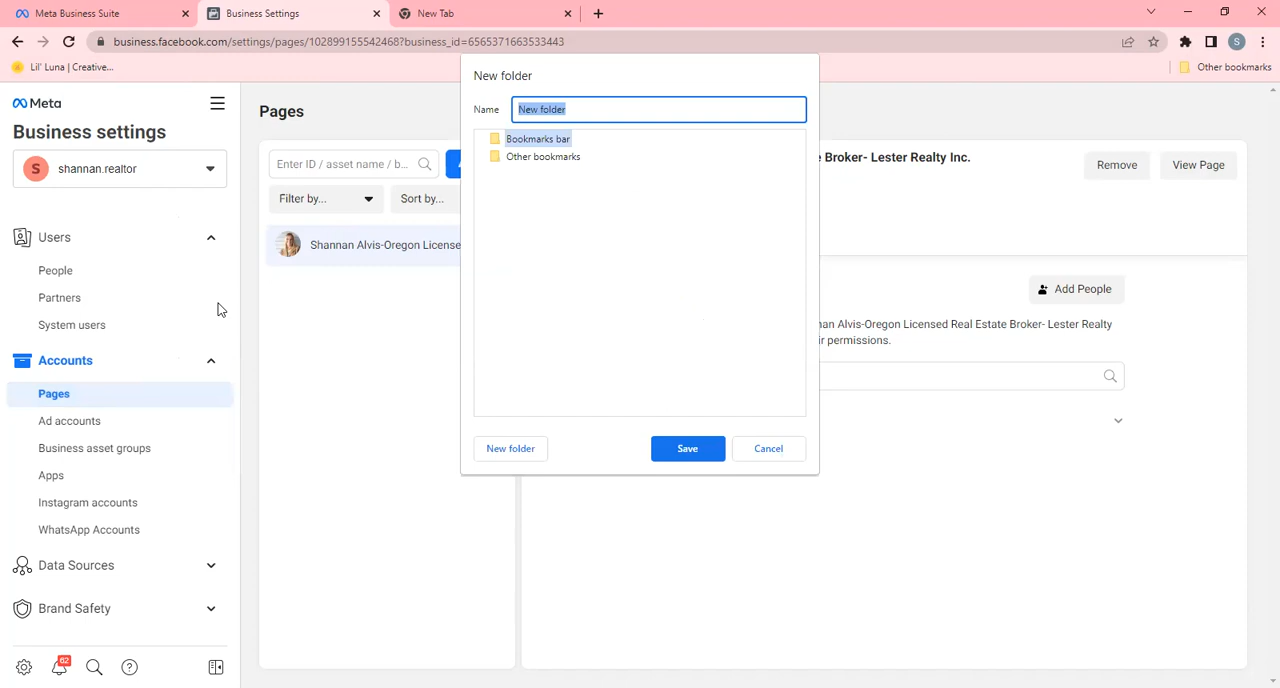 Meta Business Suite
Business Settings
New Tab
business.facebook.com/settings/pages/102899155542468?business_id=6565371663533443
S
Lil' Luna | Creative...
Other bookmarks
New folder
Name
New folder
Bookmarks bar
Other bookmarks
New folder
Save
Cancel
Meta
Business settings
S
shannan.realtor
Users
People
Partners
System users
Accounts
Pages
Ad accounts
Business asset groups
Apps
Instagram accounts
WhatsApp Accounts
Data Sources
Brand Safety
62
Pages
Enter ID / asset name / b...
Filter by...
Sort by...
Shannan Alvis-Oregon License
e Broker- Lester Realty Inc.
Remove
View Page
Add People
an Alvis-Oregon Licensed Real Estate Broker- Lester Realty
ir permissions.